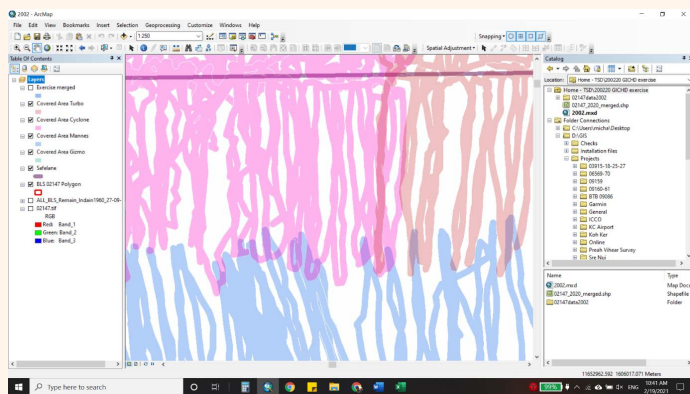 2002 - ArcMap
File Edit View Bookmarks Insert Selection Geoprocessing Customize Windows Help
1:250
Snapping
Spatial Adjustment
Table Of Contents
Layers
Exercise merged
Covered Area Turbo
Covered Area Cyclone
Covered Area Mannes
Covered Area Gizmo
Safelane
BLS 02147 Polygon
ALL_BLS_Remain_Indain1960_27-09-
02147.tif
RGB
Red: Band_1
Green: Band_2
Blue: Band_3
Catalog
Location: Home - TSD\200220 GICHD exercise
Home - TSD\200220 GICHD exercise
02147data2002
02147_2020_merged.shp
2002.mxd
Folder Connections
C:\Users\micha\Desktop
D:\GIS
Checks
installation files
Projects
03815-18-25-27
06569-70
09159
09160-61
BTB 09086
Garmin
General
ICCO
KC Airport
Koh Ker
Online
Preah Vihear Survey
Sre Nui
Name Type
2002.mxd Map Docu
02147_2020_merged.shp Shapefile
02147data2002 Folder
11652962.592 1606017.071 Meters
Type here to search
99%
ENG
10:41 AM
2/19/2021